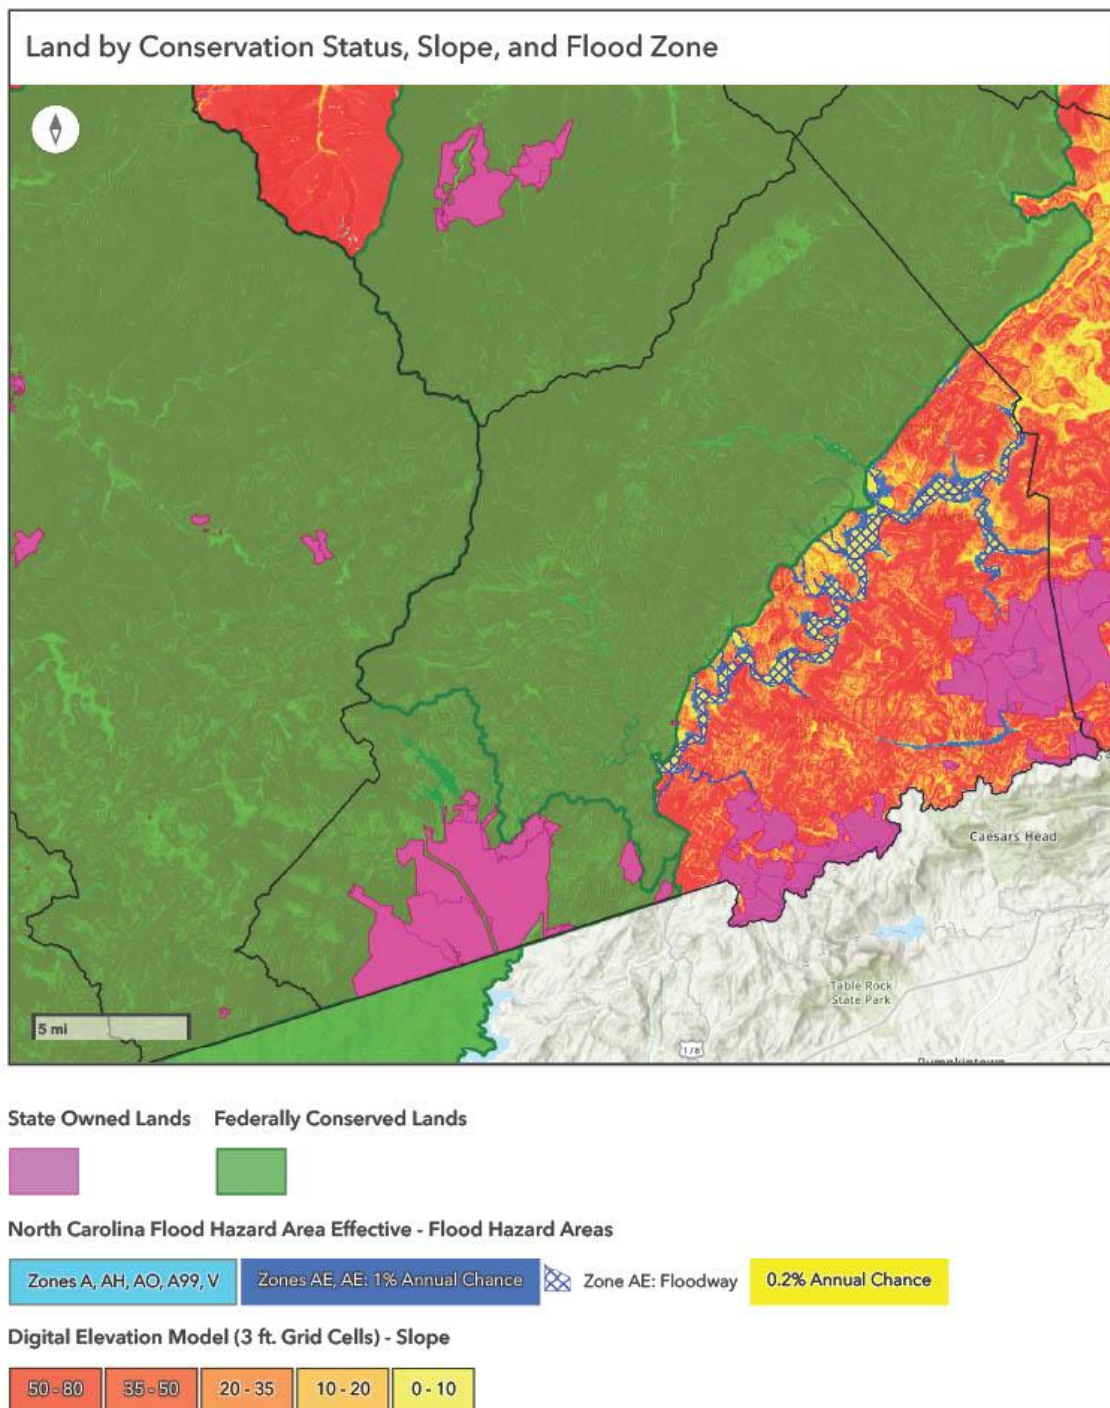 Land by Conservation Status, Slope, and Flood Zone
Caesars Head
Table Rock
State Park
5 mi
178
State Owned Lands
Federally Conserved Lands
North Carolina Flood Hazard Area Effective - Flood Hazard Areas
Zones A, AH, AO, A99, V
Zones AE, AE: 1% Annual Chance
Zone AE: Floodway
0.2% Annual Chance
Digital Elevation Model (3 ft. Grid Cells) - Slope
50 - 80
35 - 50
20 - 35
10 - 20
0 - 10